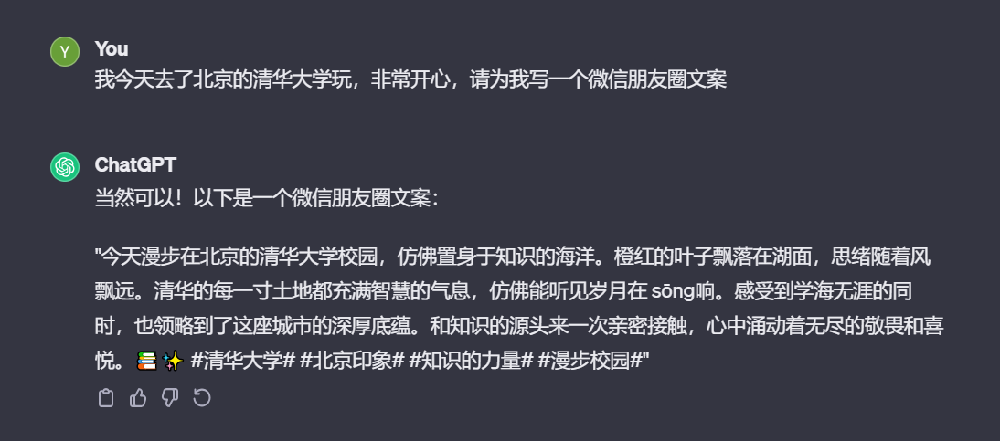 Y
You
我今天去了北京的清华大学玩，非常开心，请为我写一个微信朋友圈文案
ChatGPT
当然可以！以下是一个微信朋友圈文案：
"今天漫步在北京的清华大学校园，仿佛置身于知识的海洋。橙红的叶子飘落在湖面，思绪随着风
飘远。清华的每一寸土地都充满智慧的气息，仿佛能听见岁月在 sōng响。感受到学海无涯的同
时，也领略到了这座城市的深厚底蕴。和知识的源头来一次亲密接触，心中涌动着无尽的敬畏和喜
悦。📚✨ #清华大学# #北京印象# #知识的力量# #漫步校园#"